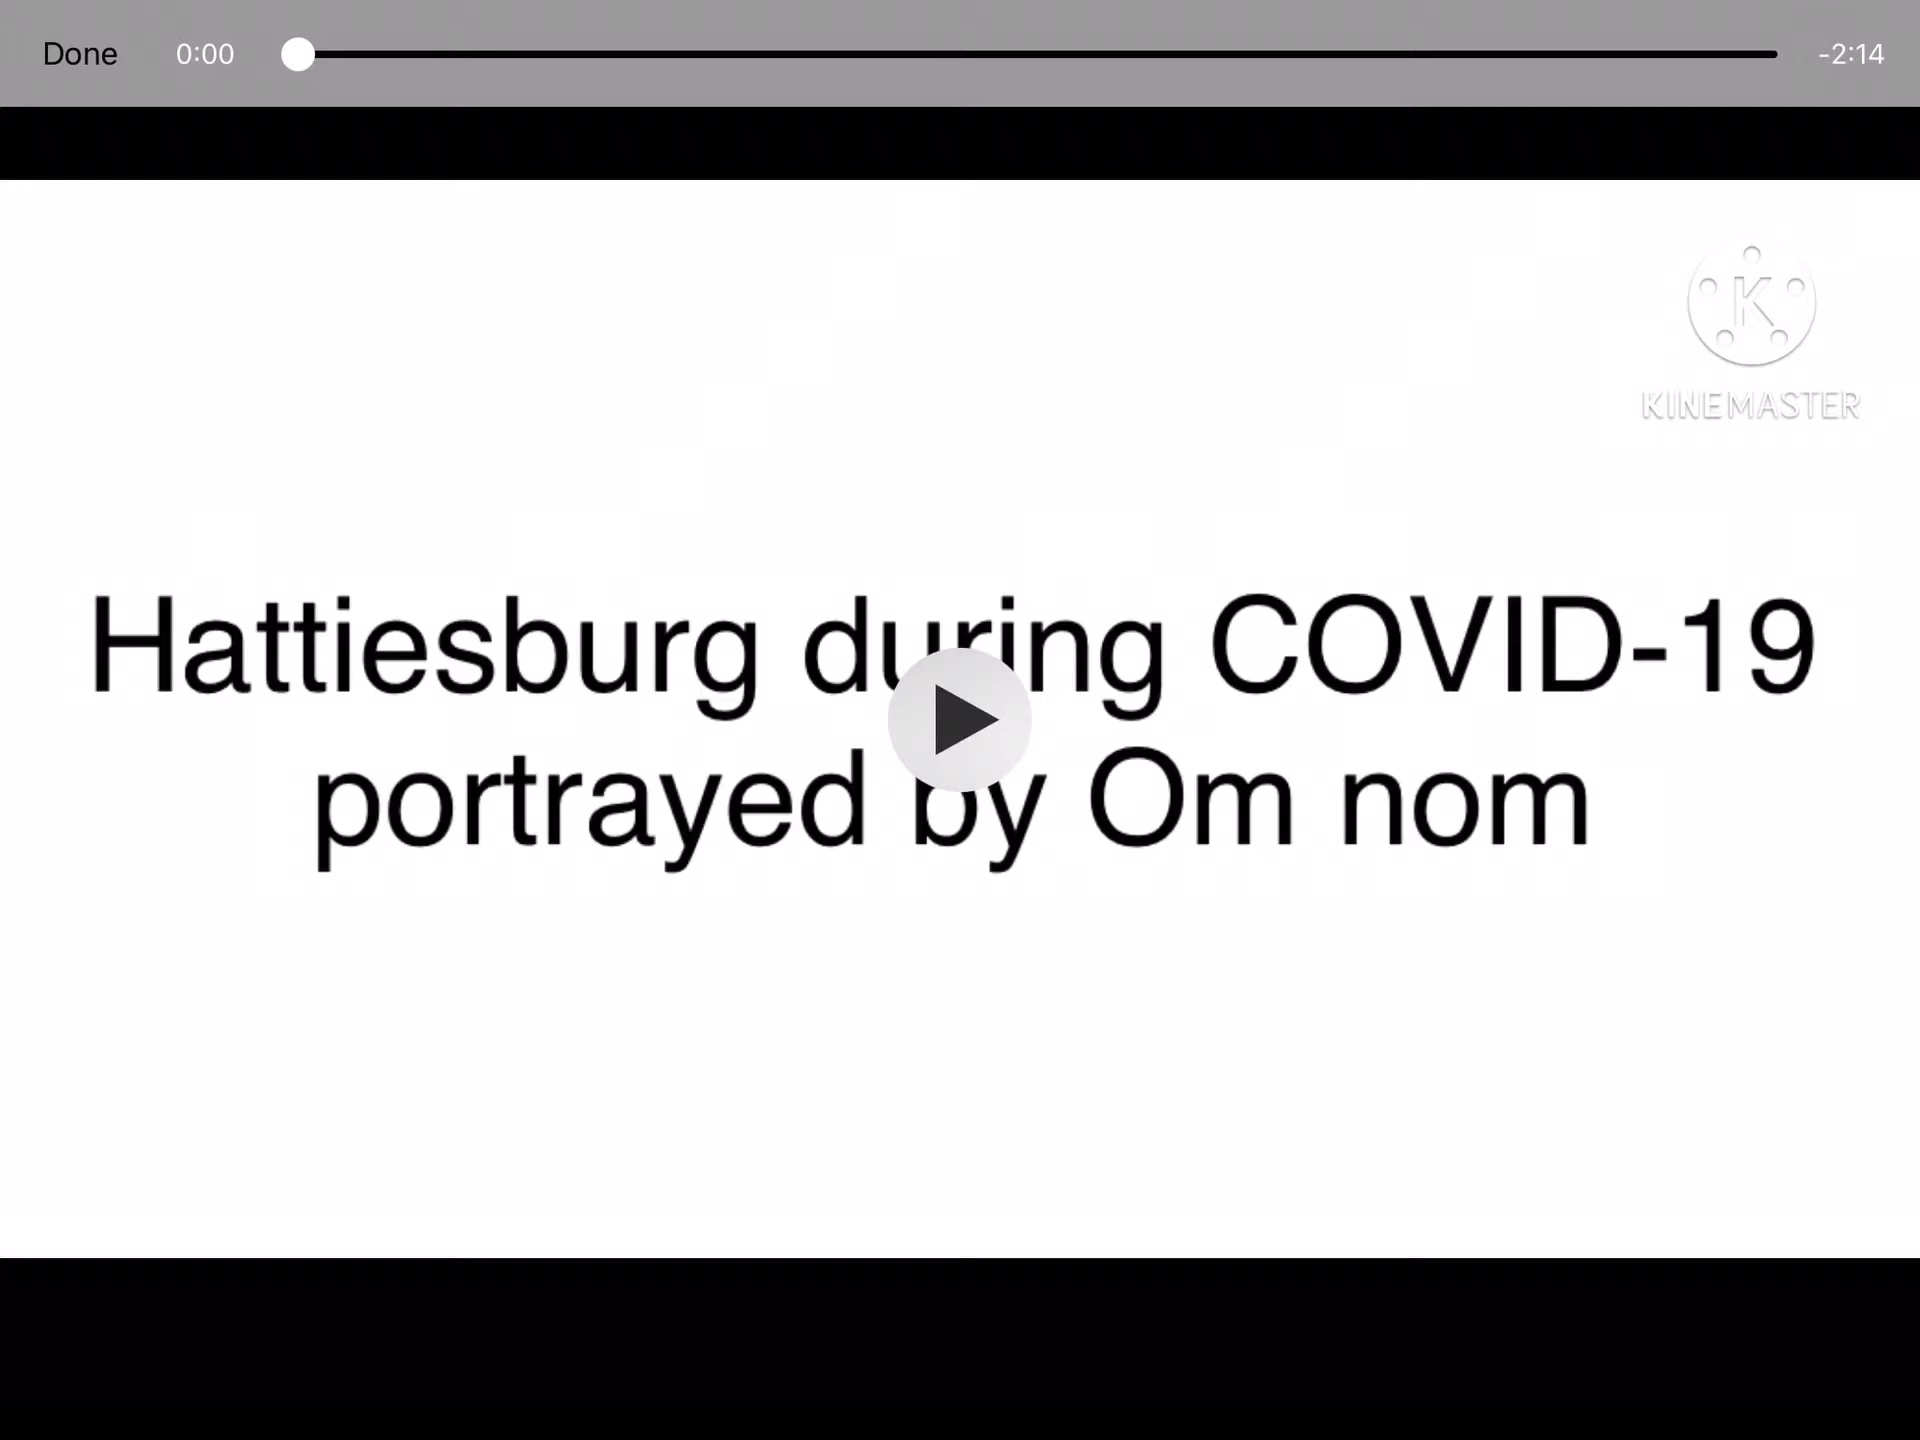 Done 0:00 -2:14
K
KINEMASTER
Hattiesburg during COVID-19
portrayed by Om nom